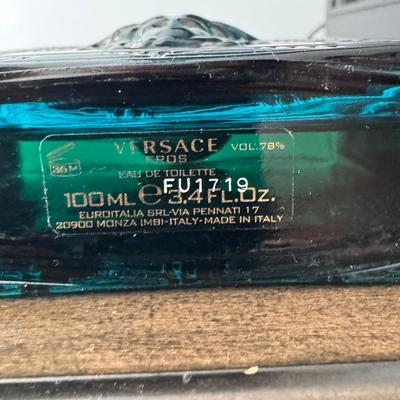 VERSACE VOL.78%
EROS
36M
EAU DE TOILETTE
FU1719
100ML e 3.4FL.OZ.
EUROITALIA SRL-VIA PENNATI 17
20900 MONZA (MB)-ITALY-MADE IN ITALY